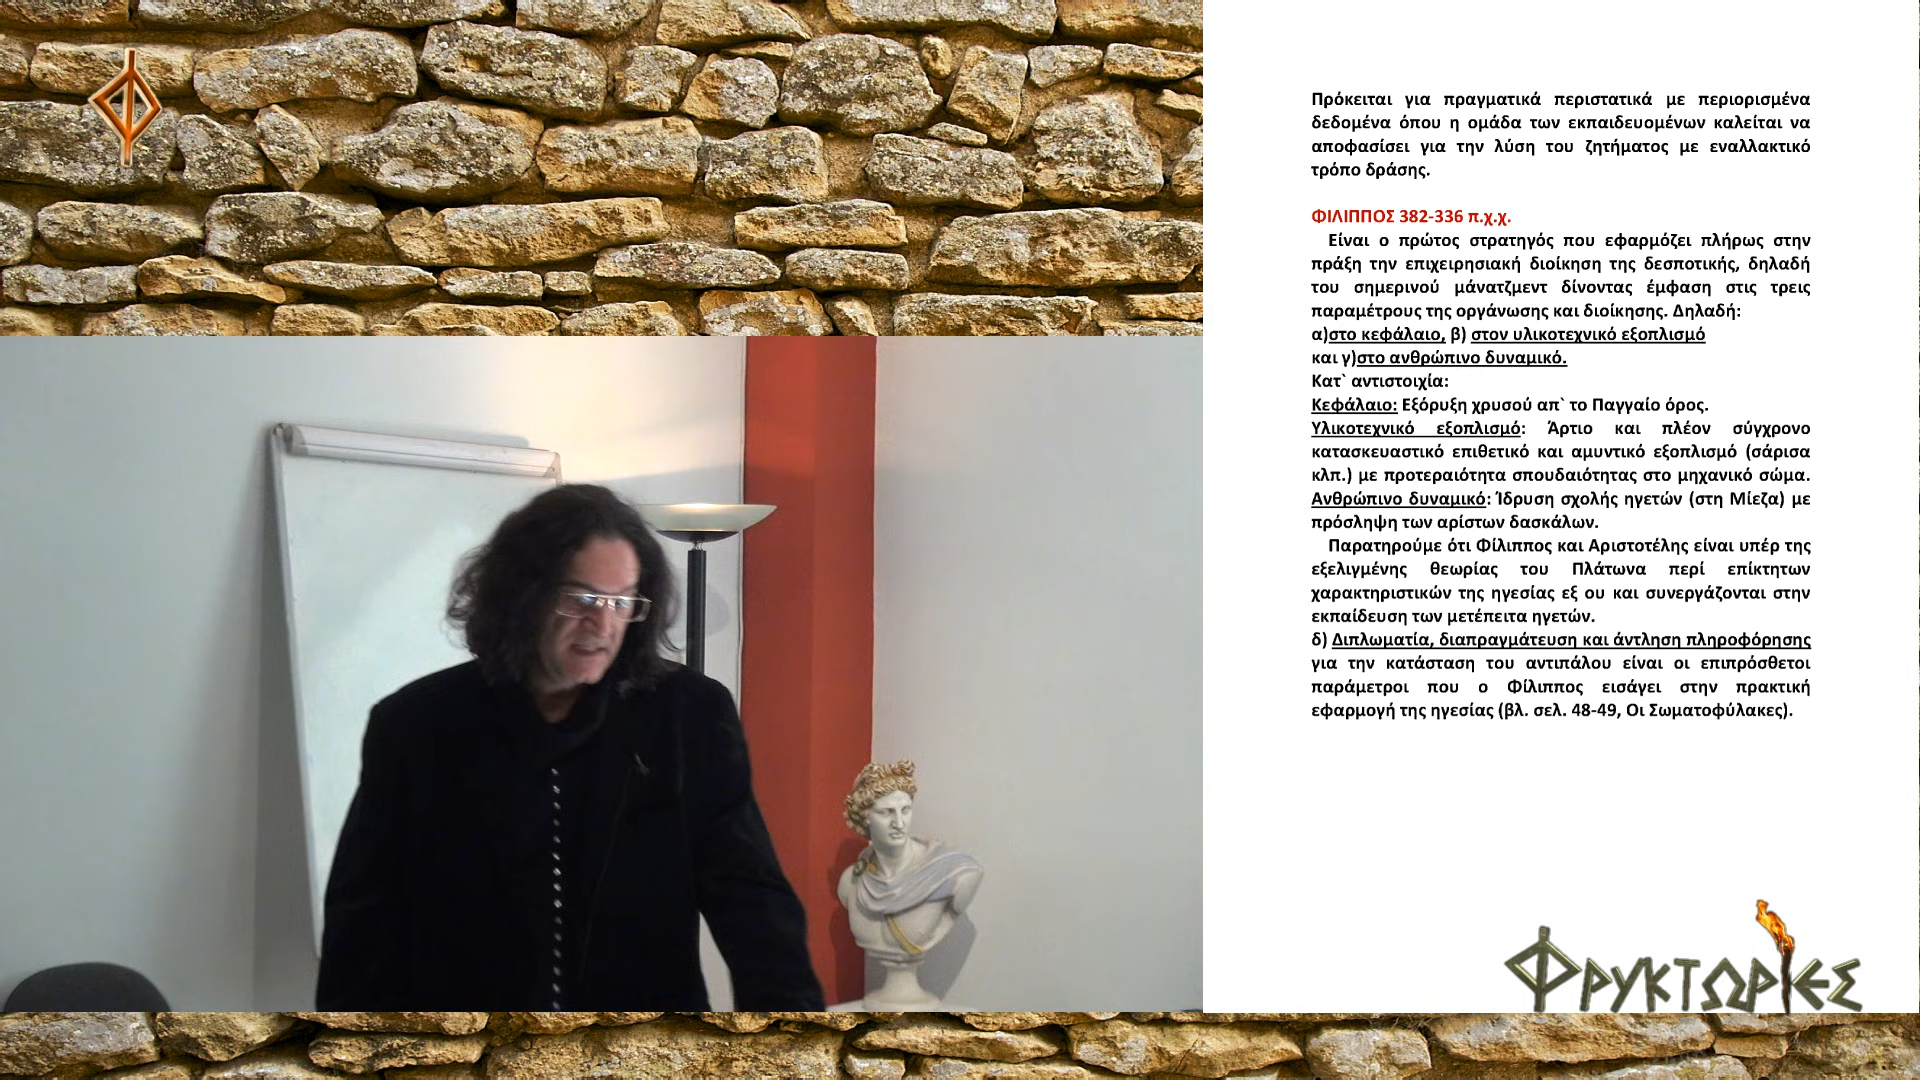 Πρόκειται για πραγματικά περιστατικά με περιορισμένα
δεδομένα όπου η ομάδα των εκπαιδευομένων καλείται να
αποφασίσει για την λύση του ζητήματος με εναλλακτικό
τρόπο δράσης.
ΦΙΛΙΠΠΟΣ 382-336 π.χ.χ.
Είναι ο πρώτος στρατηγός που εφαρμόζει πλήρως στην
πράξη την επιχειρησιακή διοίκηση της δεσποτικής, δηλαδή
του σημερινού μάνατζμεντ δίνοντας έμφαση στις τρεις
παραμέτρους της οργάνωσης και διοίκησης. Δηλαδή:
α)στο κεφάλαιο, β) στον υλικοτεχνικό εξοπλισμό
και γ)στο ανθρώπινο δυναμικό.
Κατ` αντιστοιχία:
Κεφάλαιο: Εξόρυξη χρυσού απ` το Παγγαίο όρος.
Υλικοτεχνικό εξοπλισμό: Άρτιο και πλέον σύγχρονο
κατασκευαστικό επιθετικό και αμυντικό εξοπλισμό (σάρισα
κλπ.) με προτεραιότητα σπουδαιότητας στο μηχανικό σώμα.
Ανθρώπινο δυναμικό: Ίδρυση σχολής ηγετών (στη Μίεζα) με
πρόσληψη των αρίστων δασκάλων.
Παρατηρούμε ότι Φίλιππος και Αριστοτέλης είναι υπέρ της
εξελιγμένης θεωρίας του Πλάτωνα περί επίκτητων
χαρακτηριστικών της ηγεσίας εξ ου και συνεργάζονται στην
εκπαίδευση των μετέπειτα ηγετών.
δ) Διπλωματία, διαπραγμάτευση και άντληση πληροφόρησης
για την κατάσταση του αντιπάλου είναι οι επιπρόσθετοι
παράμετροι που ο Φίλιππος εισάγει στην πρακτική
εφαρμογή της ηγεσίας (βλ. σελ. 48-49, Οι Σωματοφύλακες).
ΦΡΥΚΤΩΡΙΕΣ